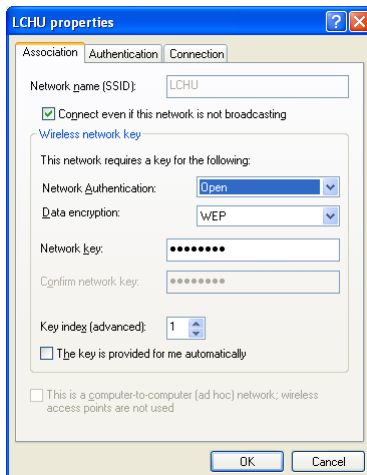 LCHU properties
Association Authentication Connection
Network name (SSID): LCHU
Connect even if this network is not broadcasting
Wireless network key
This network requires a key for the following:
Network Authentication: Open
Data encryption: WEP
Network key: ••••••••
Confirm network key: ••••••••
Key index (advanced): 1
The key is provided for me automatically
This is a computer-to-computer (ad hoc) network; wireless
access points are not used
OK Cancel